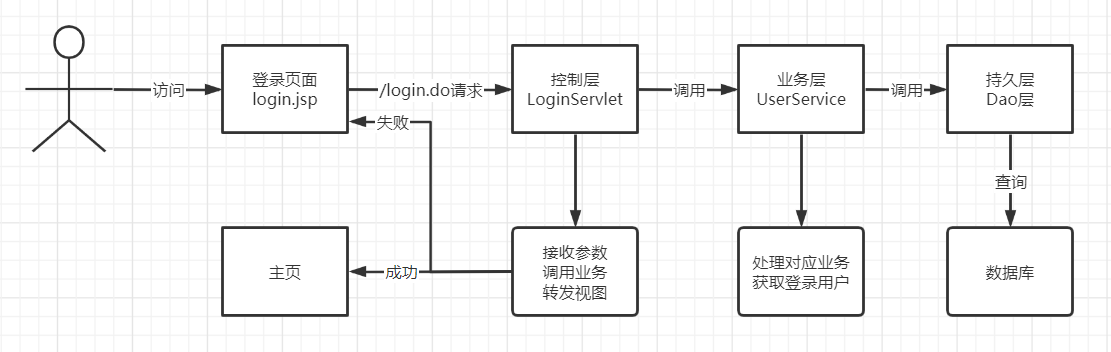 访问
登录页面
login.jsp
/login.do请求
控制层
LoginServlet
调用
业务层
UserService
调用
持久层
Dao层
失败
查询
主页
成功
接收参数
调用业务
转发视图
处理对应业务
获取登录用户
数据库